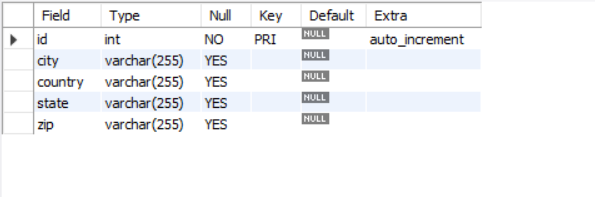 Field Type Null Key Default Extra
id int NO PRI NULL auto_increment
city varchar(255) YES NULL
country varchar(255) YES NULL
state varchar(255) YES NULL
zip varchar(255) YES NULL